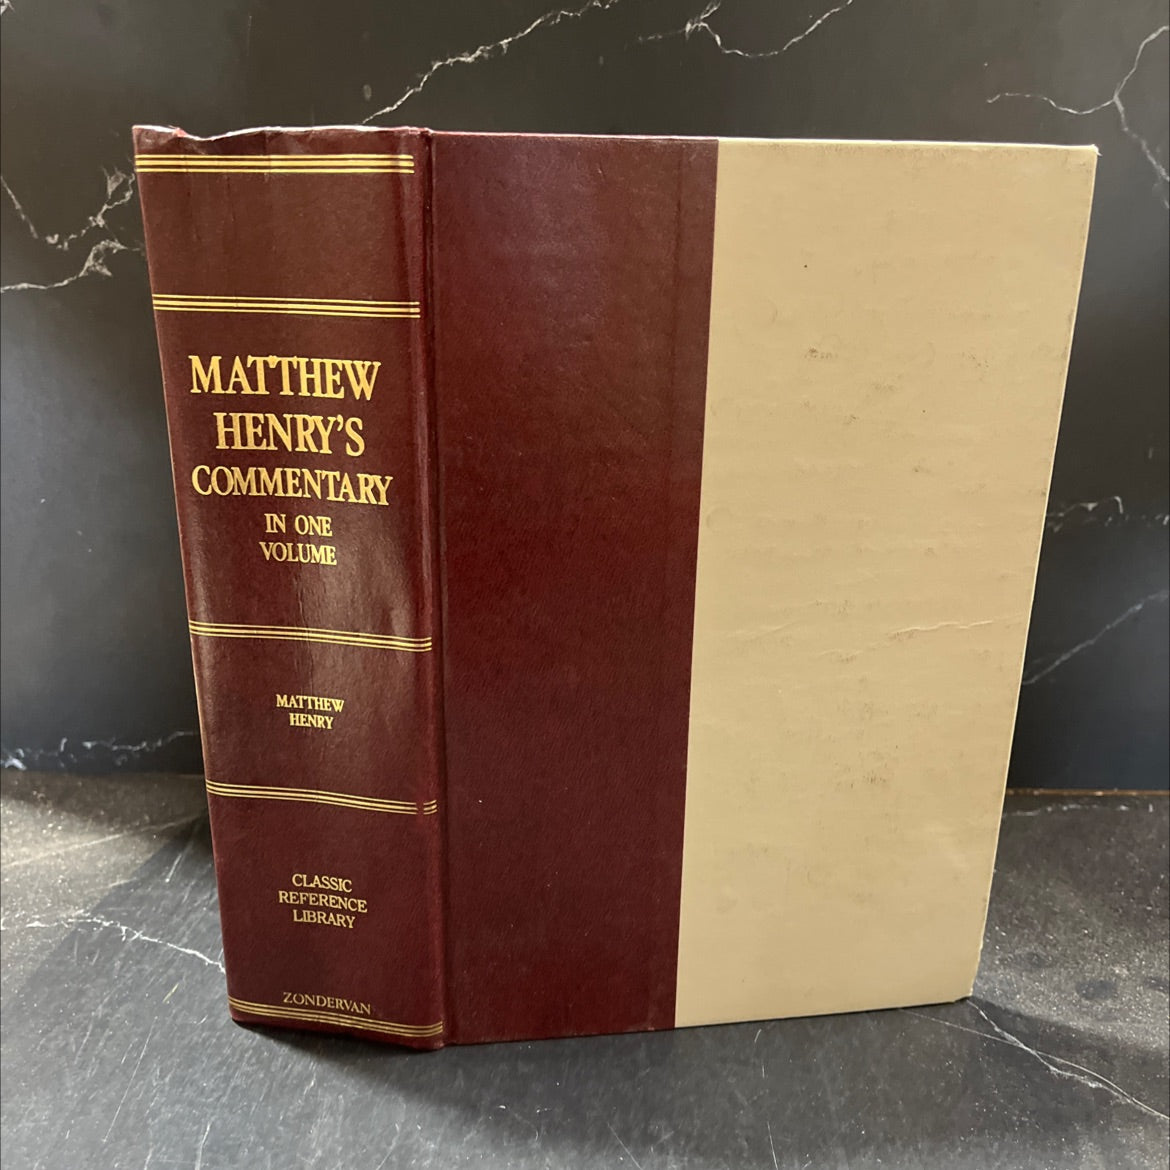 MATTHEW
HENRY'S
COMMENTARY
IN ONE
VOLUME
MATTHEW
HENRY
CLASSIC
REFERENCE
LIBRARY
ZONDERVAN